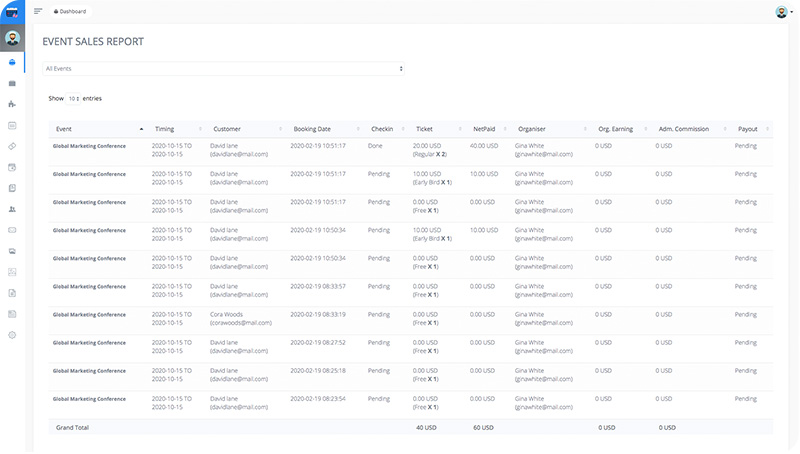 Dashboard
EVENT SALES REPORT
All Events
Show 10 entries
Event Timing Customer Booking Date Checkin Ticket NetPaid Organiser Org. Earning Adm. Commission Payout
Global Marketing Conference 2020-10-15 TO David lane 2020-02-19 10:51:17 Done 20.00 USD 40.00 USD Gina White 0 USD 0 USD Pending
2020-10-15 (davidlane@mail.com) (Regular X 2) (ginawhite@mail.com)
Global Marketing Conference 2020-10-15 TO David lane 2020-02-19 10:51:17 Pending 10.00 USD 10.00 USD Gina White 0 USD 0 USD Pending
2020-10-15 (davidlane@mail.com) (Early Bird X 1) (ginawhite@mail.com)
Global Marketing Conference 2020-10-15 TO David lane 2020-02-19 10:51:17 Pending 0.00 USD 0.00 USD Gina White 0 USD 0 USD Pending
2020-10-15 (davidlane@mail.com) (Free X 1) (ginawhite@mail.com)
Global Marketing Conference 2020-10-15 TO David lane 2020-02-19 10:50:34 Pending 10.00 USD 10.00 USD Gina White 0 USD 0 USD Pending
2020-10-15 (davidlane@mail.com) (Early Bird X 1) (ginawhite@mail.com)
Global Marketing Conference 2020-10-15 TO David lane 2020-02-19 10:50:34 Pending 0.00 USD 0.00 USD Gina White 0 USD 0 USD Pending
2020-10-15 (davidlane@mail.com) (Free X 1) (ginawhite@mail.com)
Global Marketing Conference 2020-10-15 TO David lane 2020-02-19 08:33:57 Pending 0.00 USD 0.00 USD Gina White 0 USD 0 USD Pending
2020-10-15 (davidlane@mail.com) (Free X 1) (ginawhite@mail.com)
Global Marketing Conference 2020-10-15 TO Cora Woods 2020-02-19 08:33:19 Pending 0.00 USD 0.00 USD Gina White 0 USD 0 USD Pending
2020-10-15 (corawoods@mail.com) (Free X 1) (ginawhite@mail.com)
Global Marketing Conference 2020-10-15 TO David lane 2020-02-19 08:27:52 Pending 0.00 USD 0.00 USD Gina White 0 USD 0 USD Pending
2020-10-15 (davidlane@mail.com) (Free X 1) (ginawhite@mail.com)
Global Marketing Conference 2020-10-15 TO David lane 2020-02-19 08:25:18 Pending 0.00 USD 0.00 USD Gina White 0 USD 0 USD Pending
2020-10-15 (davidlane@mail.com) (Free X 1) (ginawhite@mail.com)
Global Marketing Conference 2020-10-15 TO David lane 2020-02-19 08:23:54 Pending 0.00 USD 0.00 USD Gina White 0 USD 0 USD Pending
2020-10-15 (davidlane@mail.com) (Free X 1) (ginawhite@mail.com)
Grand Total 40 USD 60 USD 0 USD 0 USD